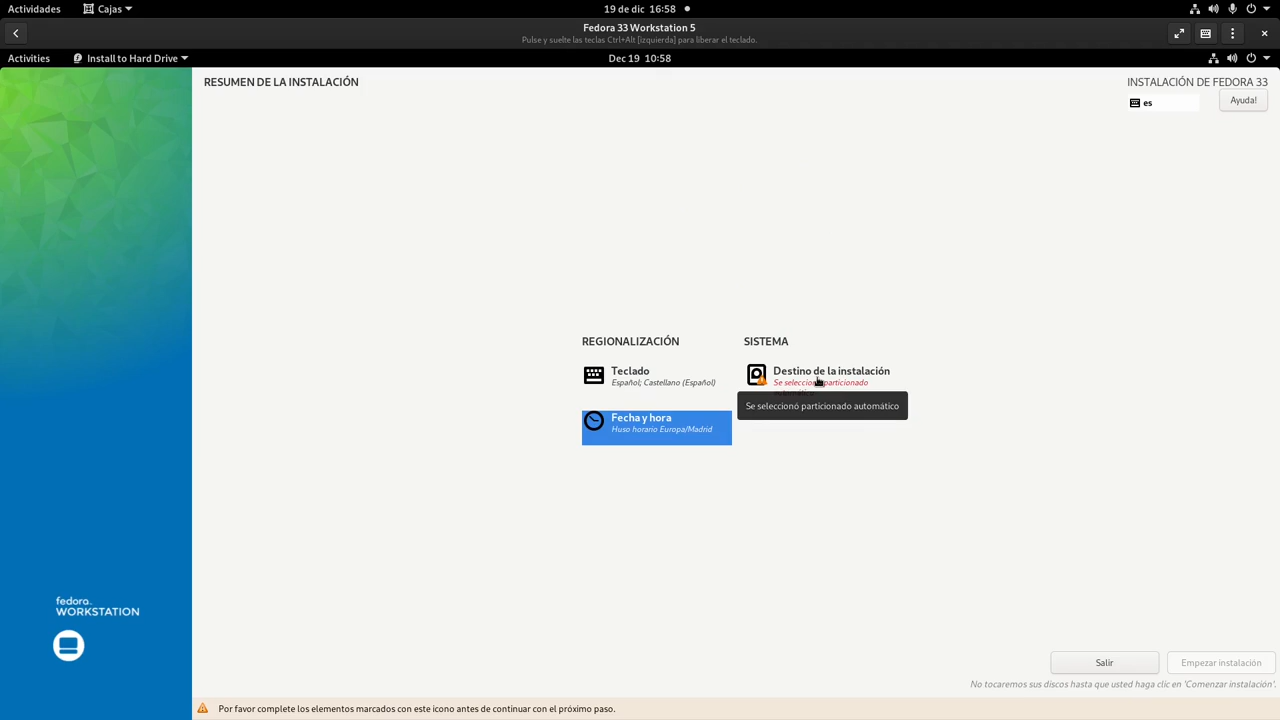 Actividades
Cajas
19 de dic 16:58
Fedora 33 Workstation 5
Pulse y suelte las teclas Ctrl+Alt [izquierda] para liberar el teclado.
Activities
Install to Hard Drive
Dec 19 10:58
RESUMEN DE LA INSTALACIÓN
INSTALACIÓN DE FEDORA 33
es
Ayuda!
REGIONALIZACIÓN
SISTEMA
Teclado
Español; Castellano (Español)
Destino de la instalación
Se seleccionó particionado
automático
Se seleccionó particionado automático
Fecha y hora
Huso horario Europa/Madrid
fedora.
WORKSTATION
Salir
Empezar instalación
No tocaremos sus discos hasta que usted haga clic en 'Comenzar instalación'.
Por favor complete los elementos marcados con este icono antes de continuar con el próximo paso.